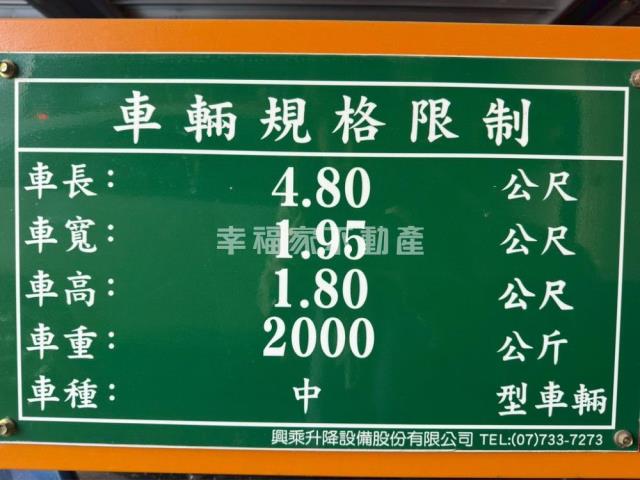 車輛規格限制
車長： 4.80 公尺
車寬： 1.95 公尺
幸福家不動產
車高： 1.80 公尺
車重： 2000 公斤
車種： 中 型車輛
興乘升降設備股份有限公司 TEL:(07)733-7273